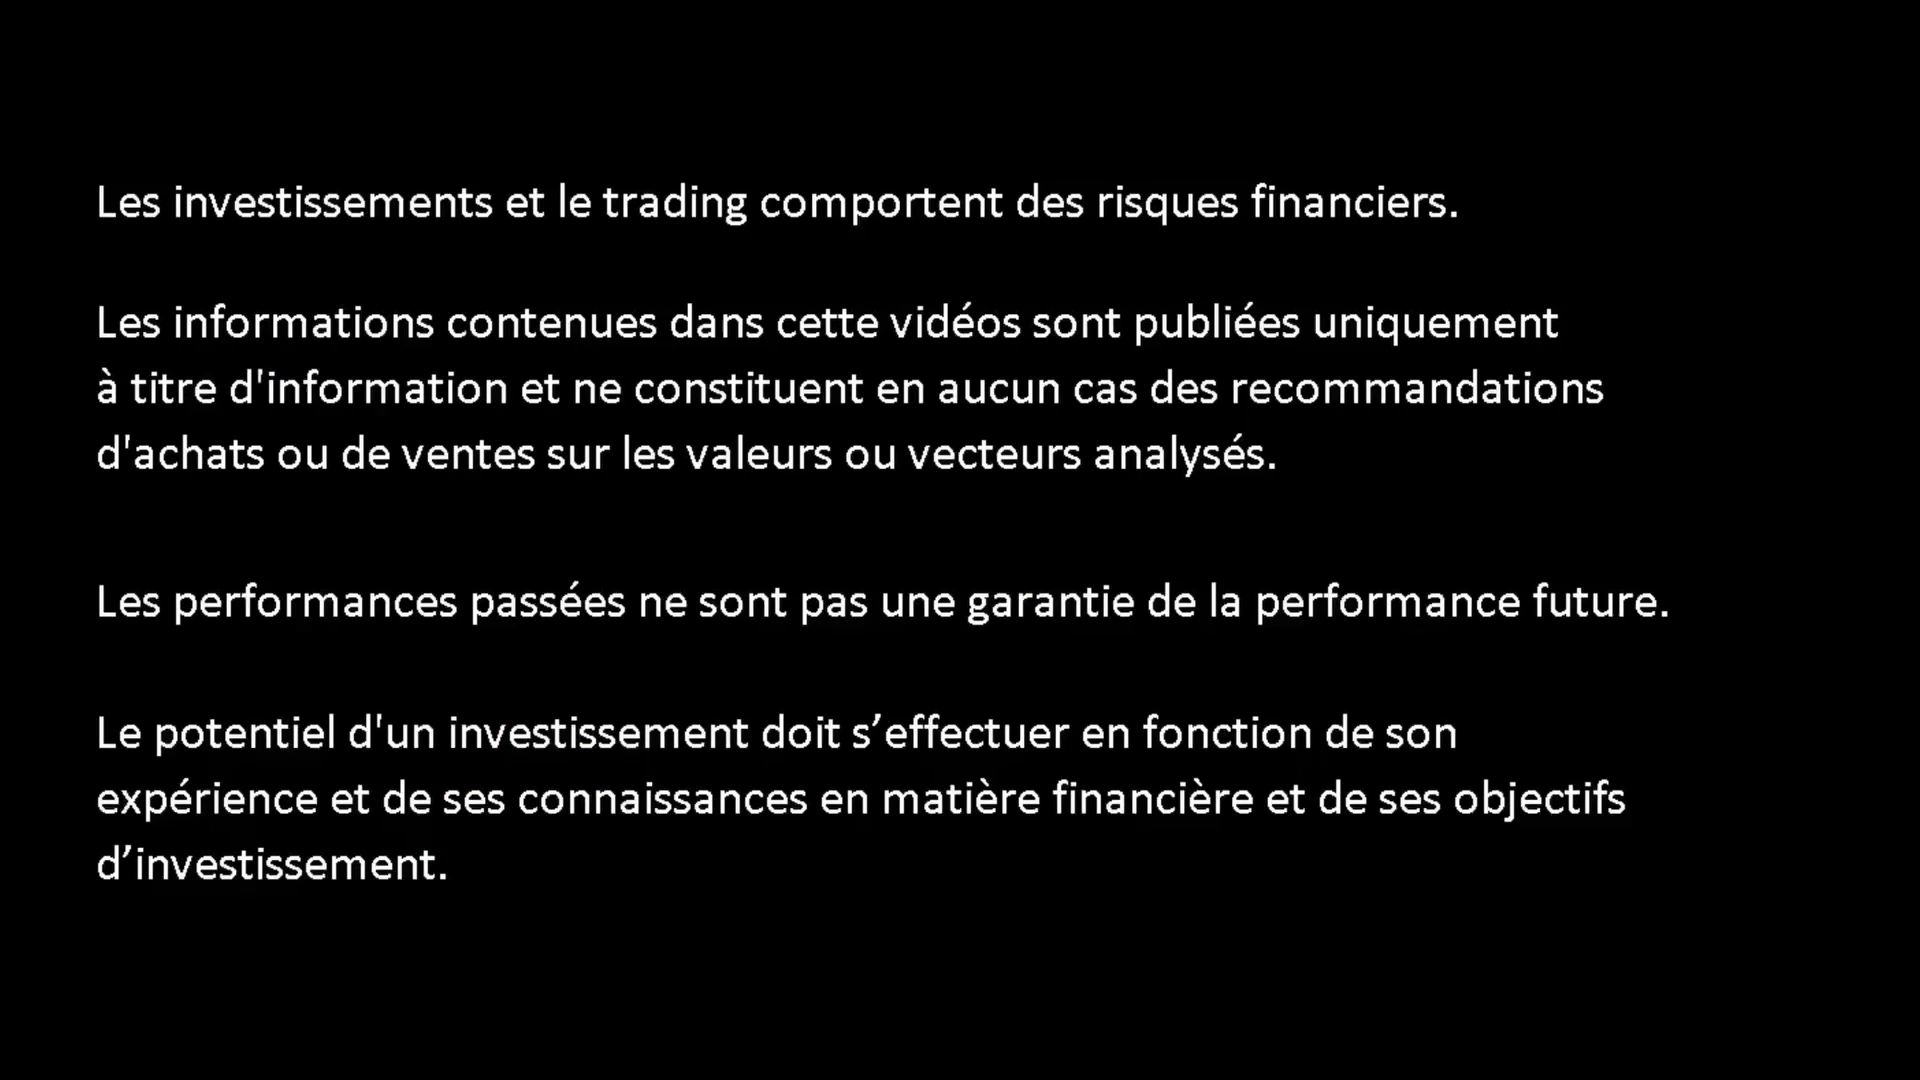 Les investissements et le trading comportent des risques financiers.
Les informations contenues dans cette vidéos sont publiées uniquement
à titre d'information et ne constituent en aucun cas des recommandations
d'achats ou de ventes sur les valeurs ou vecteurs analysés.
Les performances passées ne sont pas une garantie de la performance future.
Le potentiel d'un investissement doit s’effectuer en fonction de son
expérience et de ses connaissances en matière financière et de ses objectifs
d’investissement.